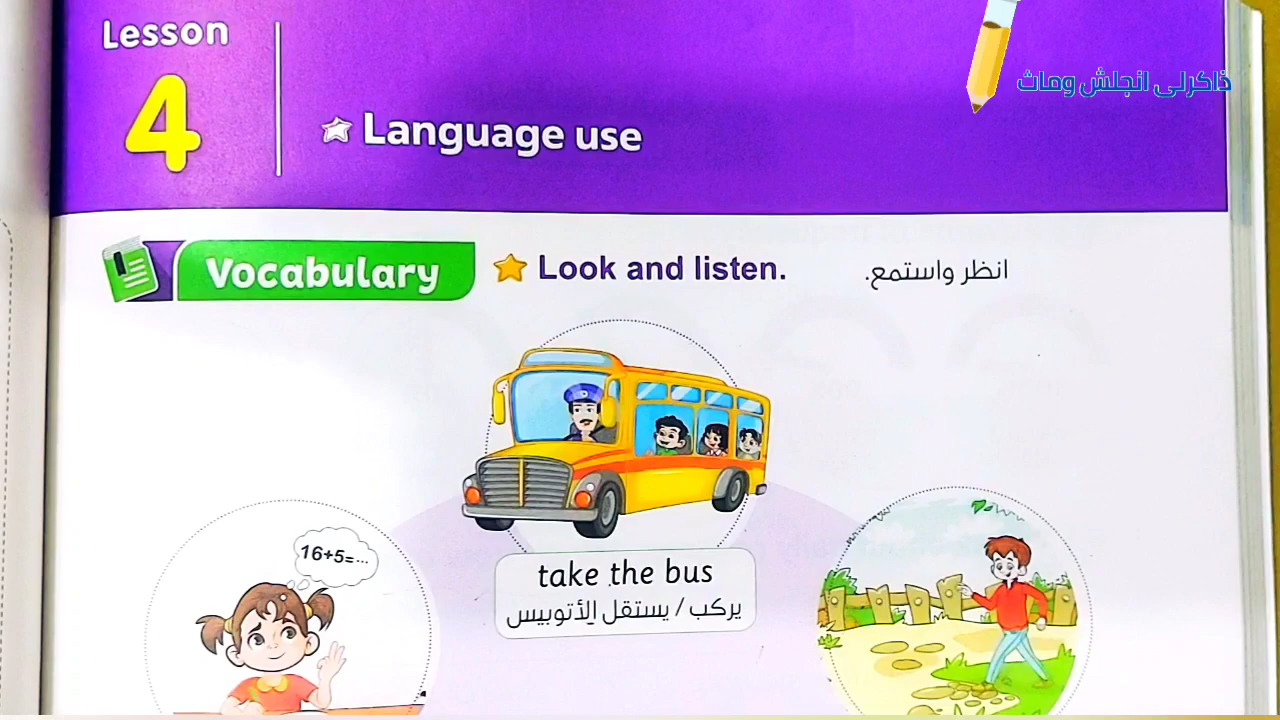 Lesson
4
Language use
ذاكرلى انجلش وماث
Vocabulary
Look and listen.
انظر واستمع.
16+5=...
take the bus
يركب / يستقل الأتوبيس